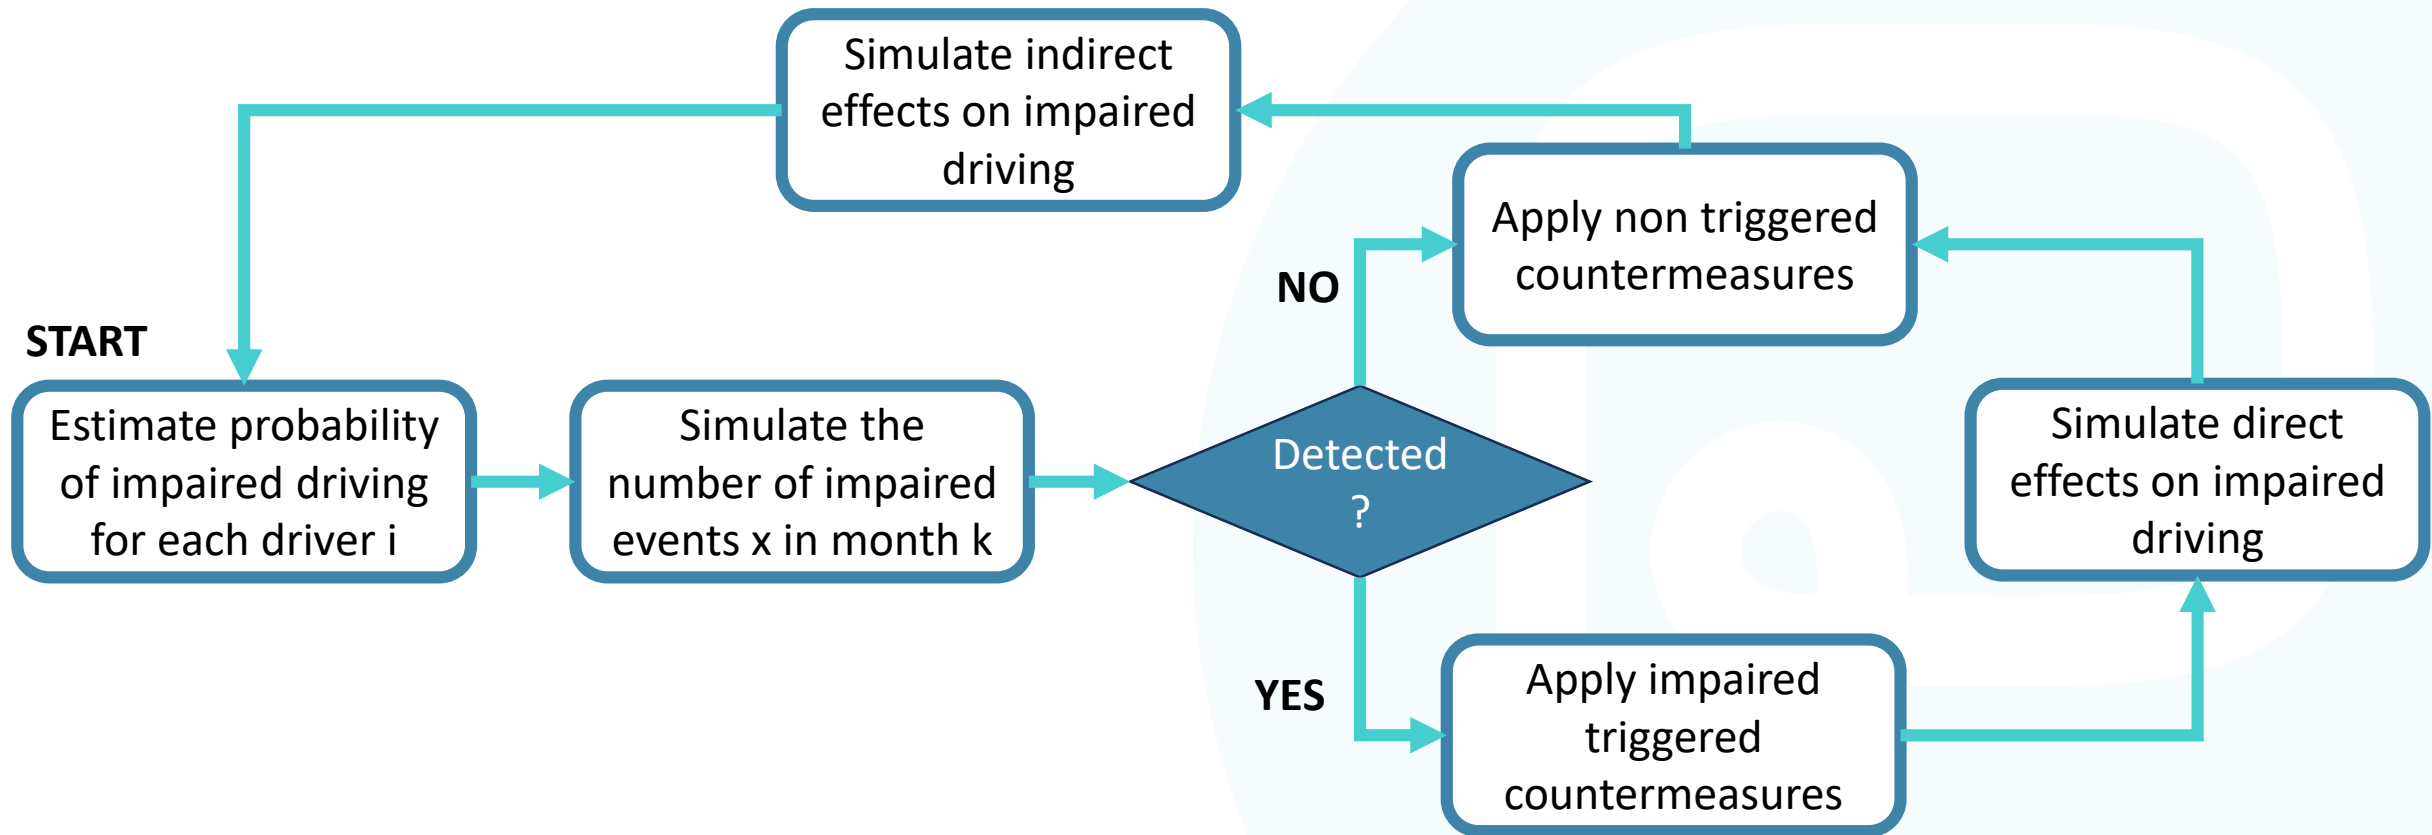 Simulate indirect
effects on impaired
driving
START
Estimate probability
of impaired driving
for each driver i
Simulate the
number of impaired
events x in month k
Detected
?
NO
Apply non triggered
countermeasures
YES
Apply impaired
triggered
countermeasures
Simulate direct
effects on impaired
driving